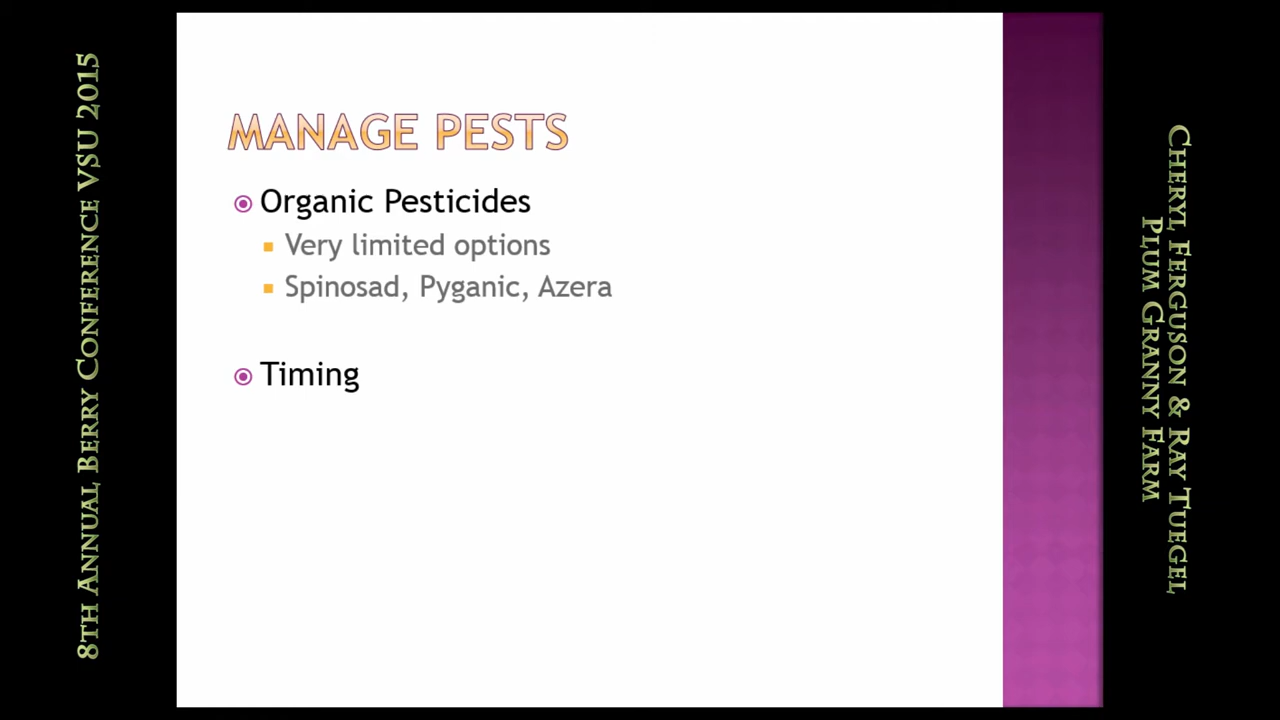 8th Annual Berry Conference VSU 2015
MANAGE PESTS
Organic Pesticides
Very limited options
Spinosad, Pyganic, Azera
Timing
Cheryl Ferguson & Ray Tuegel
Plum Granny Farm